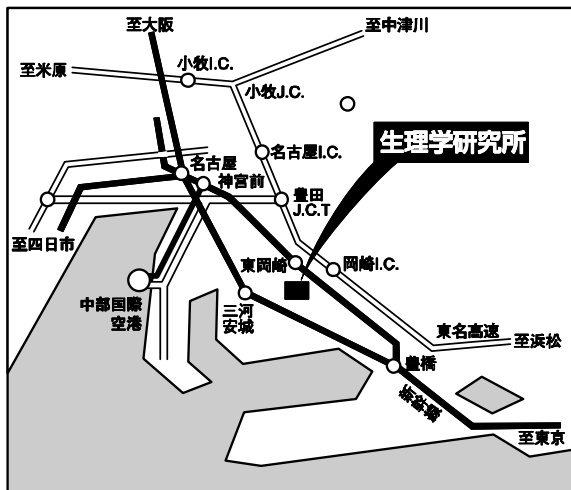 至大阪
至中津川
至米原
小牧I.C.
小牧J.C.
生理学研究所
名古屋I.C.
名古屋
神宮前
豊田
J.C.T
至四日市
東岡崎
岡崎I.C.
中部国際
空港
三河
安城
東名高速
至浜松
豊橋
新幹線
至東京